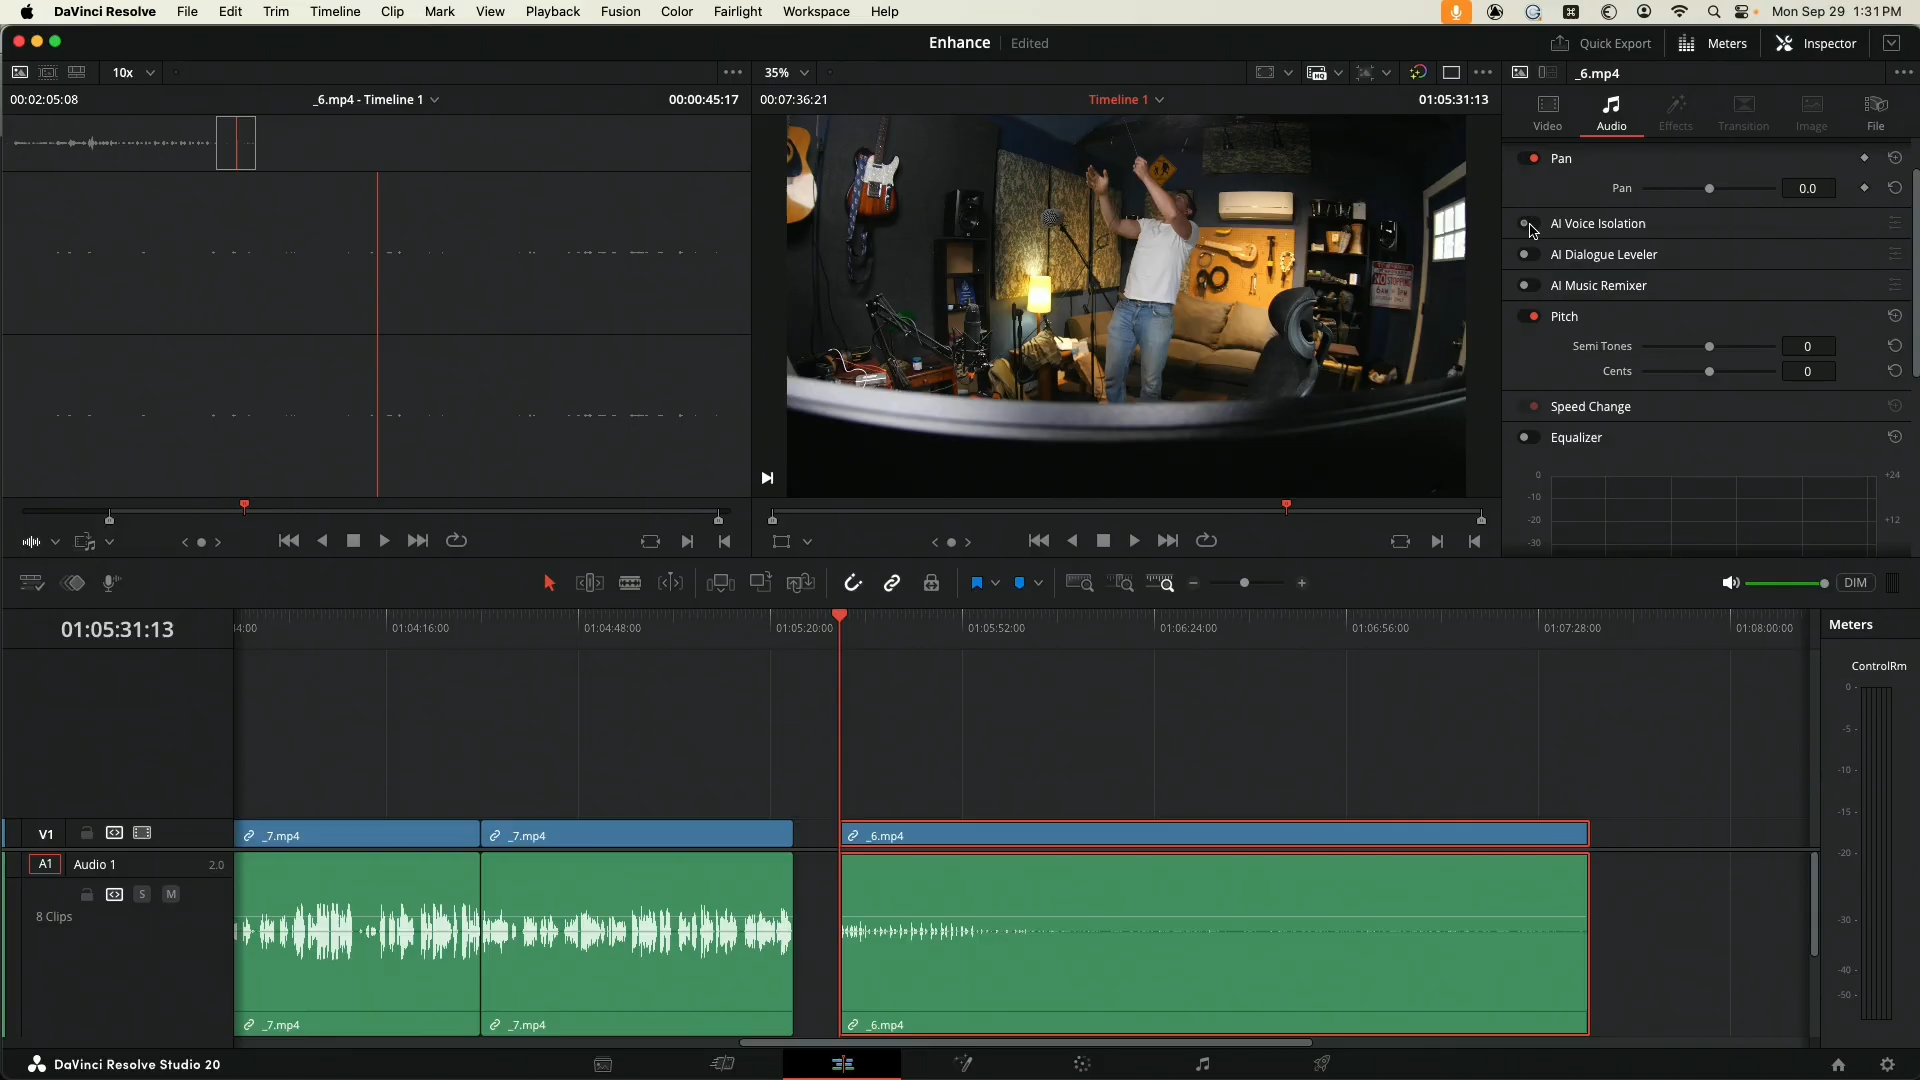 DaVinci Resolve File Edit Trim Timeline Clip Mark View Playback Fusion Color Fairlight Workspace Help Mon Sep 29 1:31 PM
Enhance Edited Quick Export Meters Inspector
10x 35% _6.mp4
00:02:05:08 _6.mp4 - Timeline 1 00:00:45:17 00:07:36:21 Timeline 1 01:05:31:13
Video Audio Effects Transition Image File
Pan
Pan 0.0
AI Voice Isolation
AI Dialogue Leveler
AI Music Remixer
Pitch
Semi Tones 0
Cents 0
Speed Change
Equalizer
0 +24
-10
-20 +12
-30
NO STOPPING
DIM
01:05:31:13 44:00 01:04:16:00 01:04:48:00 01:05:20:00 01:05:52:00 01:06:24:00 01:06:56:00 01:07:28:00 01:08:00:00 Meters
ControlRm
0
-5
-10
-15
-20
-30
-40
-50
V1 _7.mp4 _7.mp4 _6.mp4
A1 Audio 1 2.0
S M
8 Clips
_7.mp4 _7.mp4 _6.mp4
DaVinci Resolve Studio 20